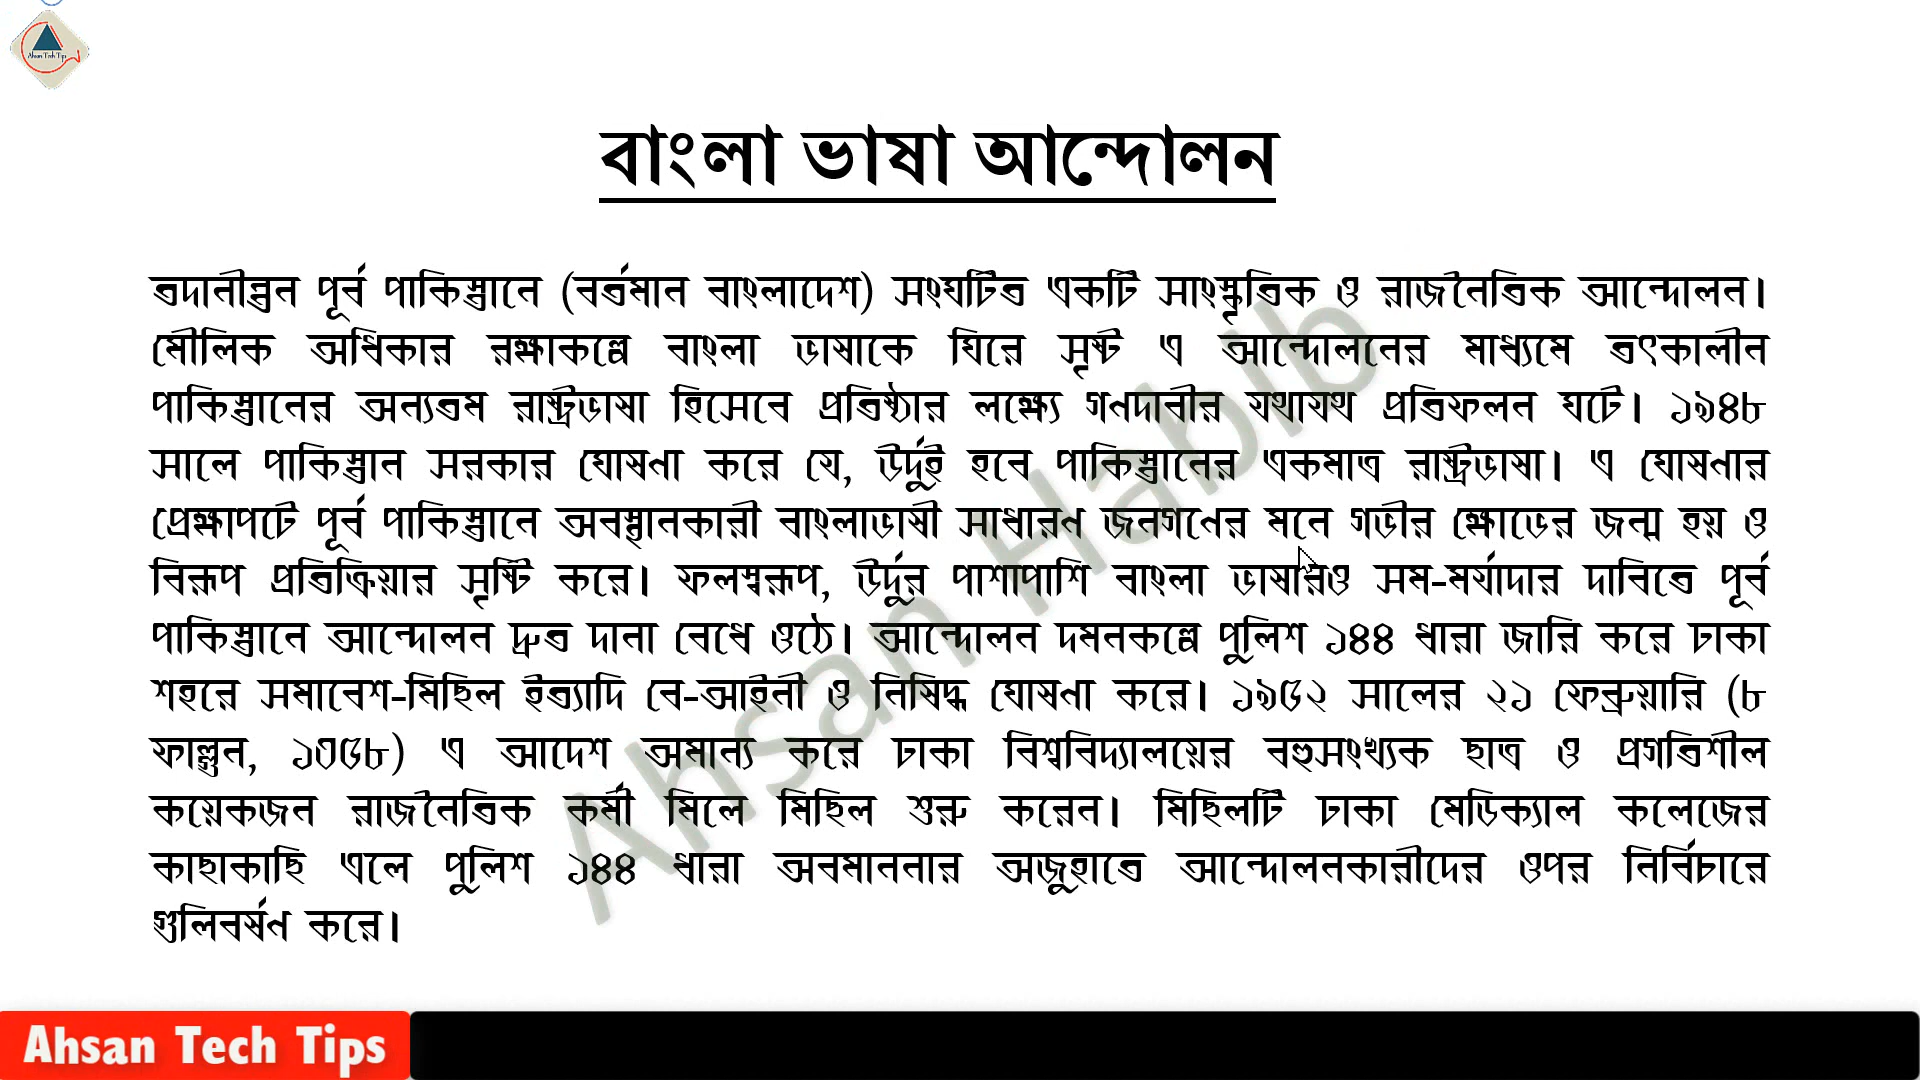 Ahsan Tech Tips
বাংলা ভাষা আন্দোলন
তদানীন্তন পূর্ব পাকিস্তানে (বর্তমান বাংলাদেশ) সংঘটিত একটি সাংস্কৃতিক ও রাজনৈতিক আন্দোলন।
মৌলিক অধিকার রক্ষাকল্পে বাংলা ভাষাকে ঘিরে সৃষ্ট এ আন্দোলনের মাধ্যমে তৎকালীন
পাকিস্তানের অন্যতম রাষ্ট্রভাষা হিসেবে প্রতিষ্ঠার লক্ষ্যে গণদাবীর যথাযথ প্রতিফলন ঘটে। ১৯৪৮
সালে পাকিস্তান সরকার ঘোষণা করে যে, উর্দুই হবে পাকিস্তানের একমাত্র রাষ্ট্রভাষা। এ ঘোষণার
প্রেক্ষাপটে পূর্ব পাকিস্তানে অবস্থানকারী বাংলাভাষী সাধারণ জনগণের মনে গভীর ক্ষোভের জন্ম হয় ও
বিরূপ প্রতিক্রিয়ার সৃষ্টি করে। ফলস্বরূপ, উর্দুর পাশাপাশি বাংলা ভাষারও সম-মর্যাদার দাবিতে পূর্ব
পাকিস্তানে আন্দোলন দ্রুত দানা বেধে ওঠে। আন্দোলন দমনকল্পে পুলিশ ১৪৪ ধারা জারি করে ঢাকা
শহরে সমাবেশ-মিছিল ইত্যাদি বে-আইনী ও নিষিদ্ধ ঘোষণা করে। ১৯৫২ সালের ২১ ফেব্রুয়ারি (৮
ফাল্গুন, ১৩৫৮) এ আদেশ অমান্য করে ঢাকা বিশ্ববিদ্যালয়ের বহুসংখ্যক ছাত্র ও প্রগতিশীল
কয়েকজন রাজনৈতিক কর্মী মিলে মিছিল শুরু করেন। মিছিলটি ঢাকা মেডিক্যাল কলেজের
কাছাকাছি এলে পুলিশ ১৪৪ ধারা অবমাননার অজুহাতে আন্দোলনকারীদের ওপর নির্বিচারে
গুলিবর্ষণ করে।
Ahsan Habib
Ahsan Tech Tips